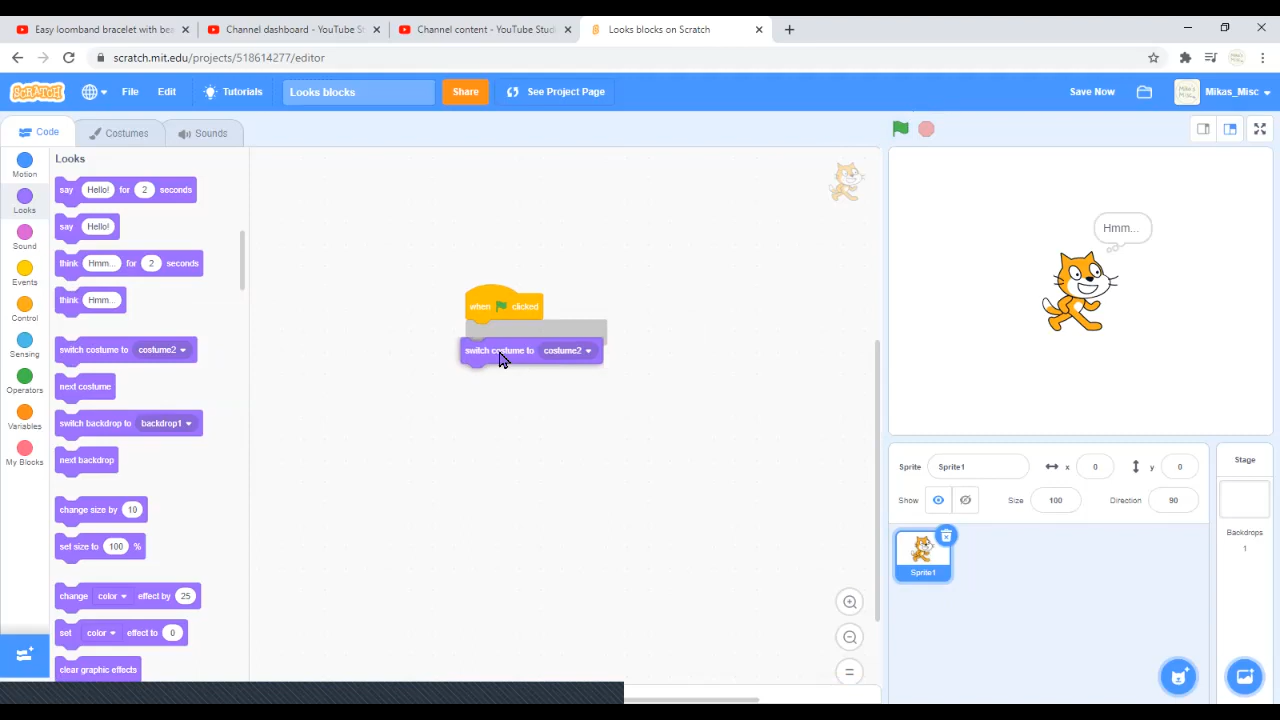 Easy loomband bracelet with bea
Channel dashboard - YouTube St
Channel content - YouTube Studi
Looks blocks on Scratch
scratch.mit.edu/projects/518614277/editor
SCRATCH
File
Edit
Tutorials
Looks blocks
Share
See Project Page
Save Now
Mikas_Misc
Code
Costumes
Sounds
Motion
Looks
Sound
Events
Control
Sensing
Operators
Variables
My Blocks
Looks
say Hello! for 2 seconds
say Hello!
think Hmm... for 2 seconds
think Hmm...
switch costume to costume2
next costume
switch backdrop to backdrop1
next backdrop
change size by 10
set size to 100 %
change color effect by 25
set color effect to 0
clear graphic effects
when clicked
switch costume to costume2
Hmm...
Sprite Sprite1 x 0 y 0
Show Size 100 Direction 90
Sprite1
Stage
Backdrops
1